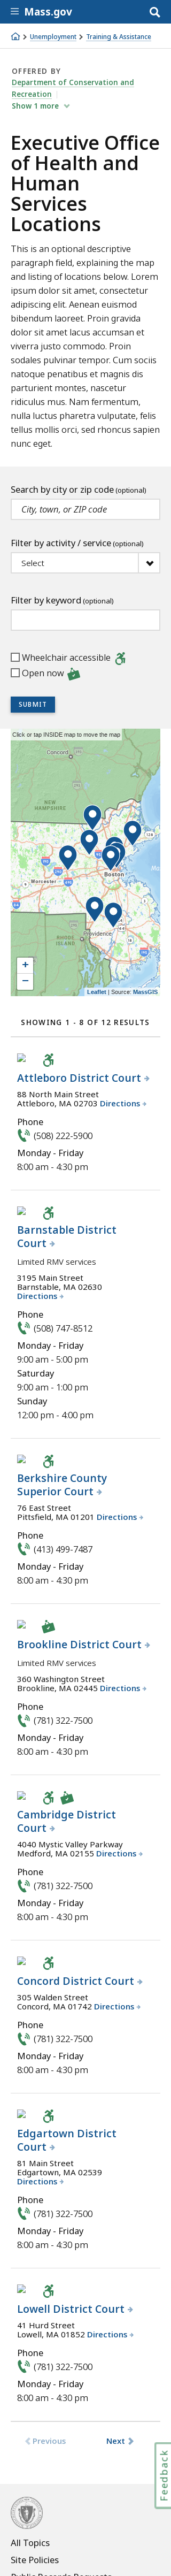 Mass.gov
Unemployment
Training & Assistance
OFFERED BY
Department of Conservation and
Recreation
Show 1 more
Executive Office
of Health and
Human
Services
Locations
This is an optional descriptive
paragraph field, explaining the map
and listing of locations below. Lorem
ipsum dolor sit amet, consectetur
adipiscing elit. Aenean euismod
bibendum laoreet. Proin gravida
dolor sit amet lacus accumsan et
viverra justo commodo. Proin
sodales pulvinar tempor. Cum sociis
natoque penatibus et magnis dis
parturient montes, nascetur
ridiculus mus. Nam fermentum,
nulla luctus pharetra vulputate, felis
tellus mollis orci, sed rhoncus sapien
nunc eget.
Search by city or zip code (optional)
City, town, or ZIP code
Filter by activity / service (optional)
Select
Filter by keyword (optional)
Wheelchair accessible
Open now
SUBMIT
Click or tap INSIDE map to move the map
Concord
NEW
HAMPSHIRE
Worcester
Boston
Providence
RHODE
ISLAND
+
−
Leaflet | Source: MassGIS
SHOWING 1 - 8 OF 12 RESULTS
Attleboro District Court
88 North Main Street
Attleboro, MA 02703 Directions
Phone
(508) 222-5900
Monday - Friday
8:00 am - 4:30 pm
Barnstable District
Court
Limited RMV services
3195 Main Street
Barnstable, MA 02630
Directions
Phone
(508) 747-8512
Monday - Friday
9:00 am - 5:00 pm
Saturday
9:00 am - 1:00 pm
Sunday
12:00 pm - 4:00 pm
Berkshire County
Superior Court
76 East Street
Pittsfield, MA 01201 Directions
Phone
(413) 499-7487
Monday - Friday
8:00 am - 4:30 pm
Brookline District Court
Limited RMV services
360 Washington Street
Brookline, MA 02445 Directions
Phone
(781) 322-7500
Monday - Friday
8:00 am - 4:30 pm
Cambridge District
Court
4040 Mystic Valley Parkway
Medford, MA 02155 Directions
Phone
(781) 322-7500
Monday - Friday
8:00 am - 4:30 pm
Concord District Court
305 Walden Street
Concord, MA 01742 Directions
Phone
(781) 322-7500
Monday - Friday
8:00 am - 4:30 pm
Edgartown District
Court
81 Main Street
Edgartown, MA 02539
Directions
Phone
(781) 322-7500
Monday - Friday
8:00 am - 4:30 pm
Lowell District Court
41 Hurd Street
Lowell, MA 01852 Directions
Phone
(781) 322-7500
Monday - Friday
8:00 am - 4:30 pm
Previous
Next
Feedback
All Topics
Site Policies
Public Records Requests